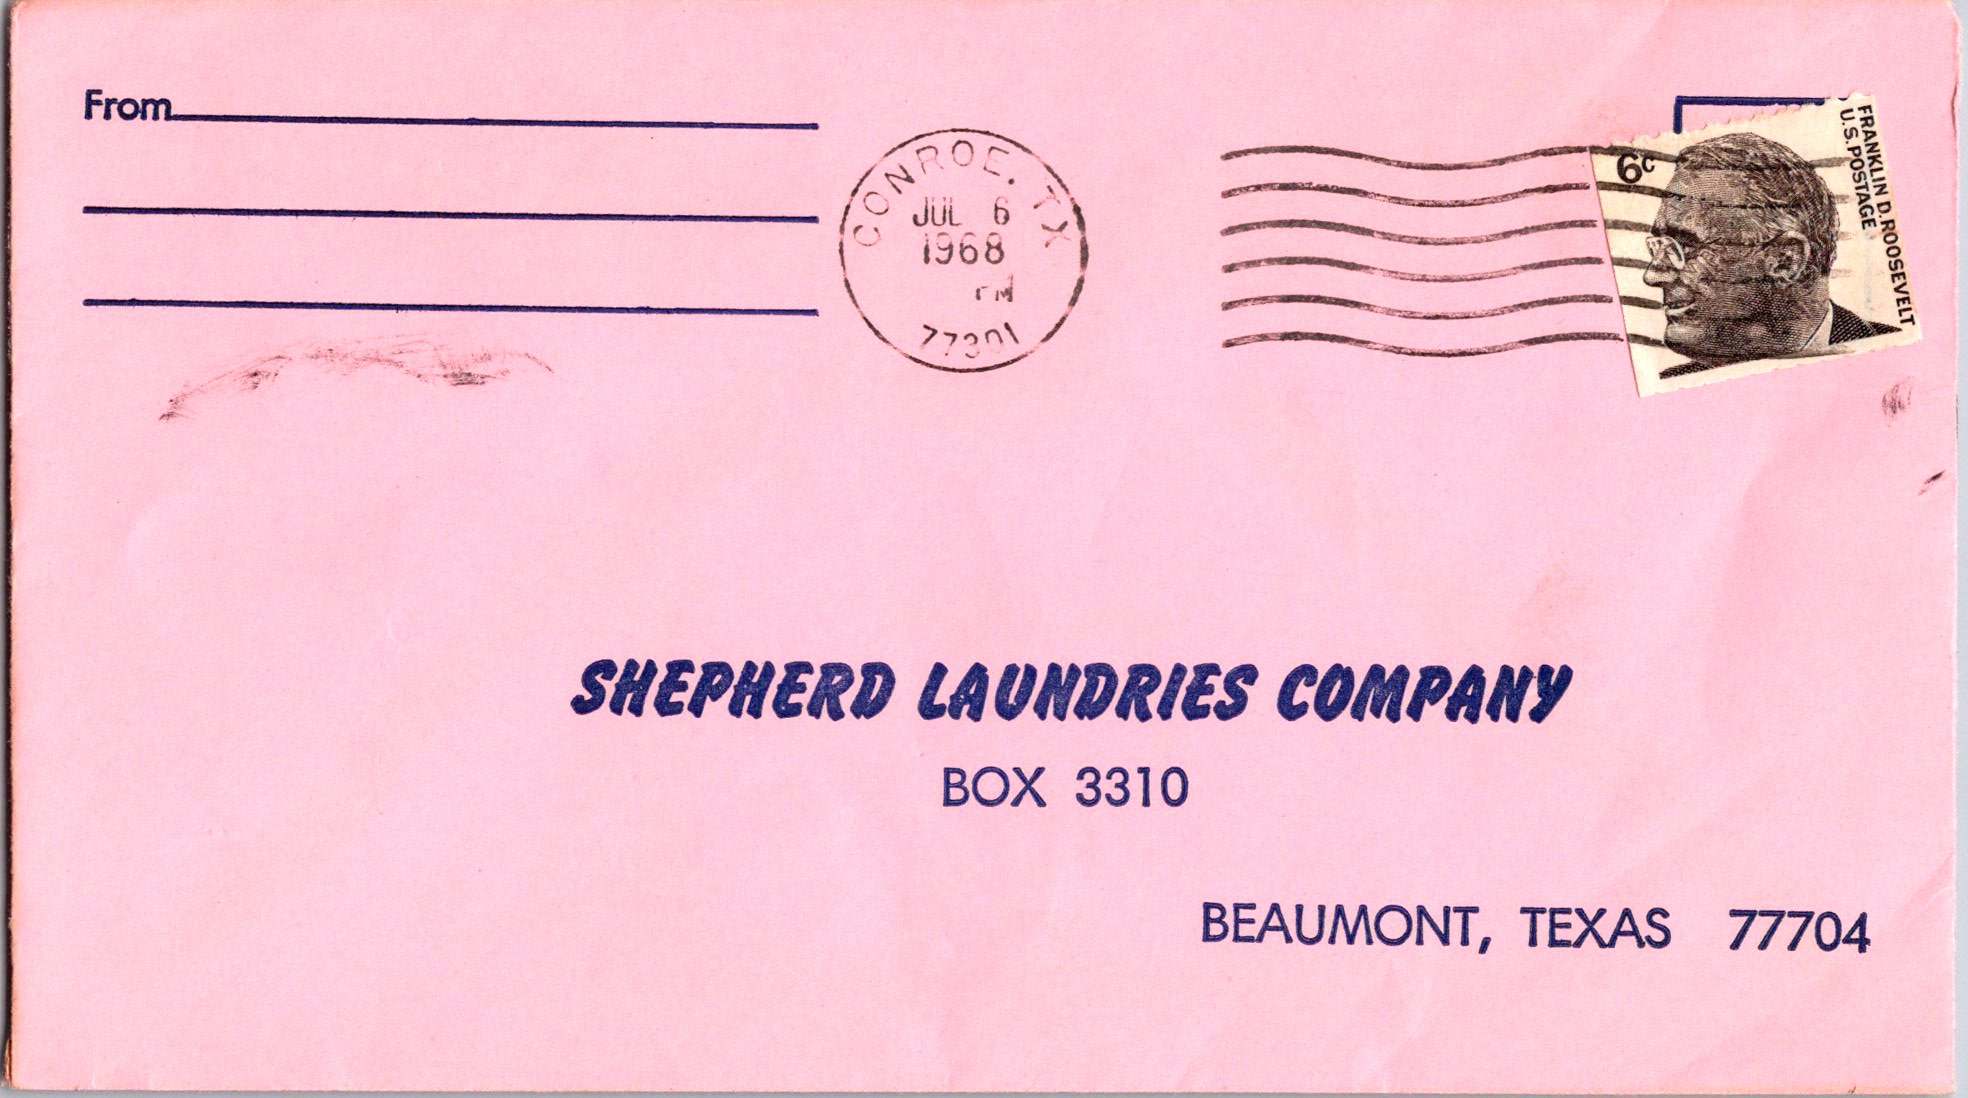 From
CONROE. TX
JUL 6
1968
PM
77301
6c
FRANKLIN D. ROOSEVELT
U.S. POSTAGE
SHEPHERD LAUNDRIES COMPANY
BOX 3310
BEAUMONT, TEXAS 77704